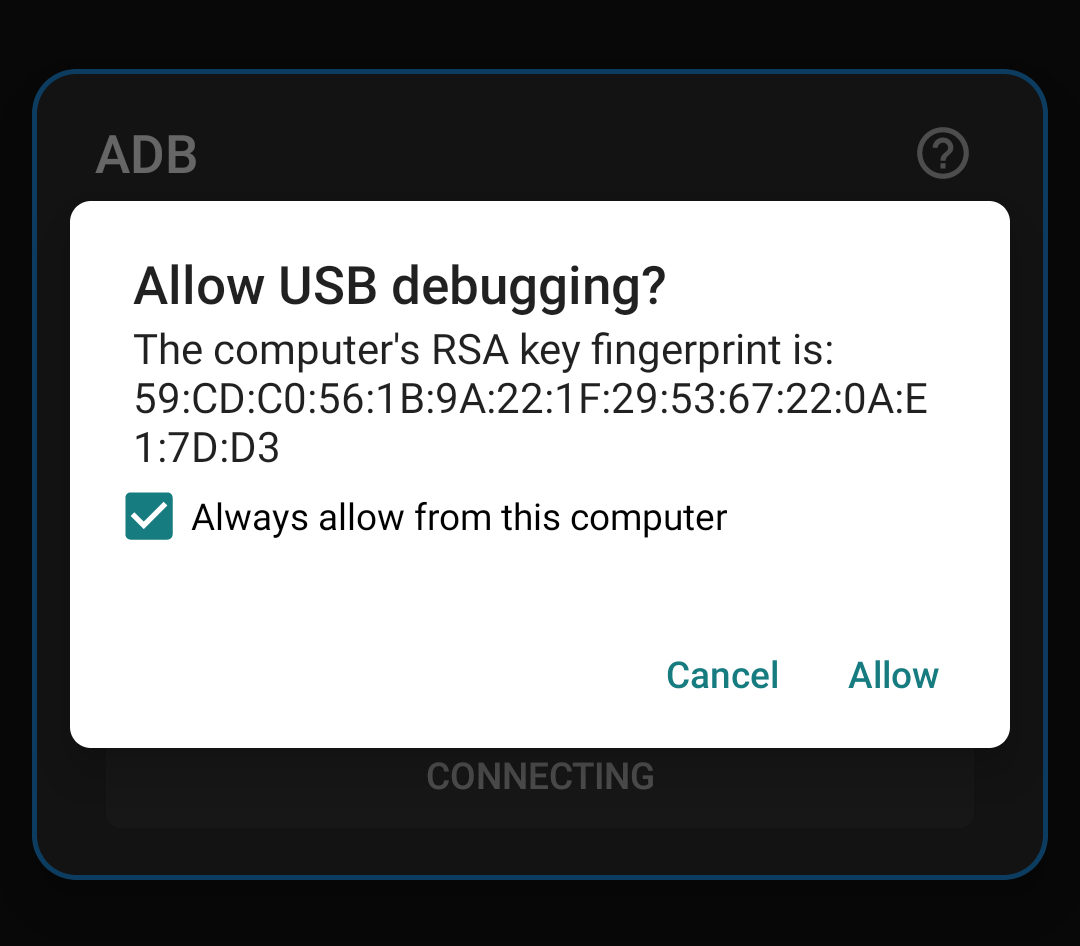 ADB
Allow USB debugging?
The computer's RSA key fingerprint is:
59:CD:C0:56:1B:9A:22:1F:29:53:67:22:0A:E
1:7D:D3
Always allow from this computer
Cancel Allow
CONNECTING